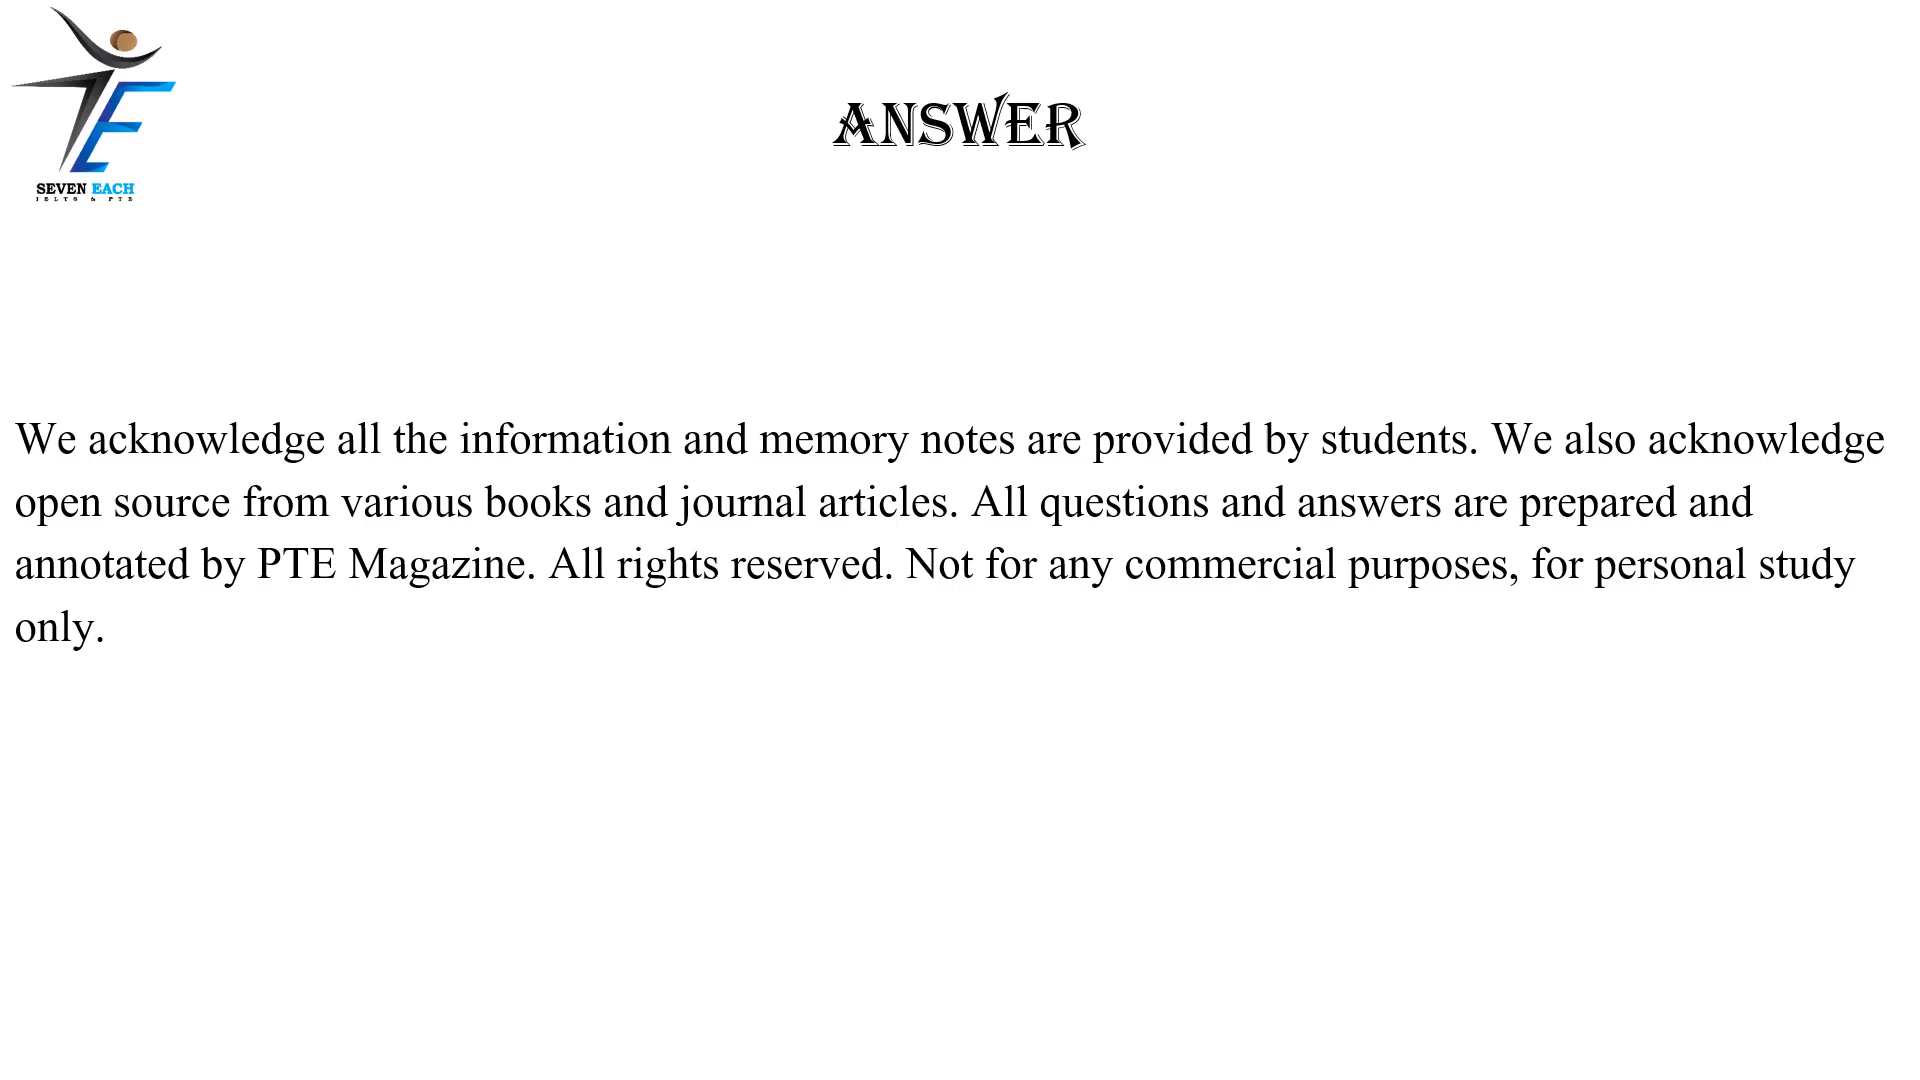 ANSWER
SEVEN EACH
IELTS & PTE
We acknowledge all the information and memory notes are provided by students. We also acknowledge
open source from various books and journal articles. All questions and answers are prepared and
annotated by PTE Magazine. All rights reserved. Not for any commercial purposes, for personal study
only.